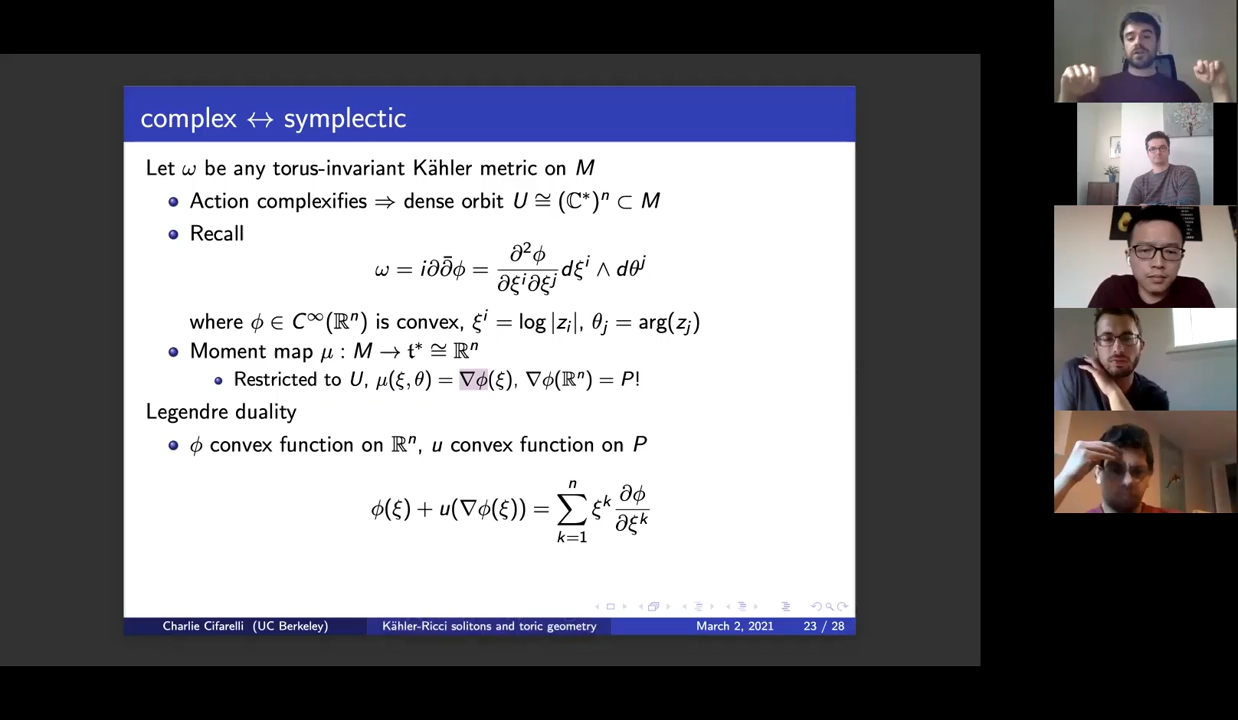 complex ↔ symplectic
Let ω be any torus-invariant Kähler metric on M
Action complexifies ⇒ dense orbit U ≅ (ℂ*)ⁿ ⊂ M
Recall
ω = i∂∂̄ϕ = ∂²ϕ/∂ξⁱ∂ξʲ dξⁱ ∧ dθʲ
where ϕ ∈ C^∞(ℝⁿ) is convex, ξⁱ = log |zᵢ|, θⱼ = arg(zⱼ)
Moment map μ : M → 𝔱* ≅ ℝⁿ
Restricted to U, μ(ξ, θ) = ∇ϕ(ξ), ∇ϕ(ℝⁿ) = P!
Legendre duality
ϕ convex function on ℝⁿ, u convex function on P
ϕ(ξ) + u(∇ϕ(ξ)) = ∑_{k=1}^{n} ξᵏ ∂ϕ/∂ξᵏ
Charlie Cifarelli (UC Berkeley) Kähler-Ricci solitons and toric geometry March 2, 2021 23 / 28